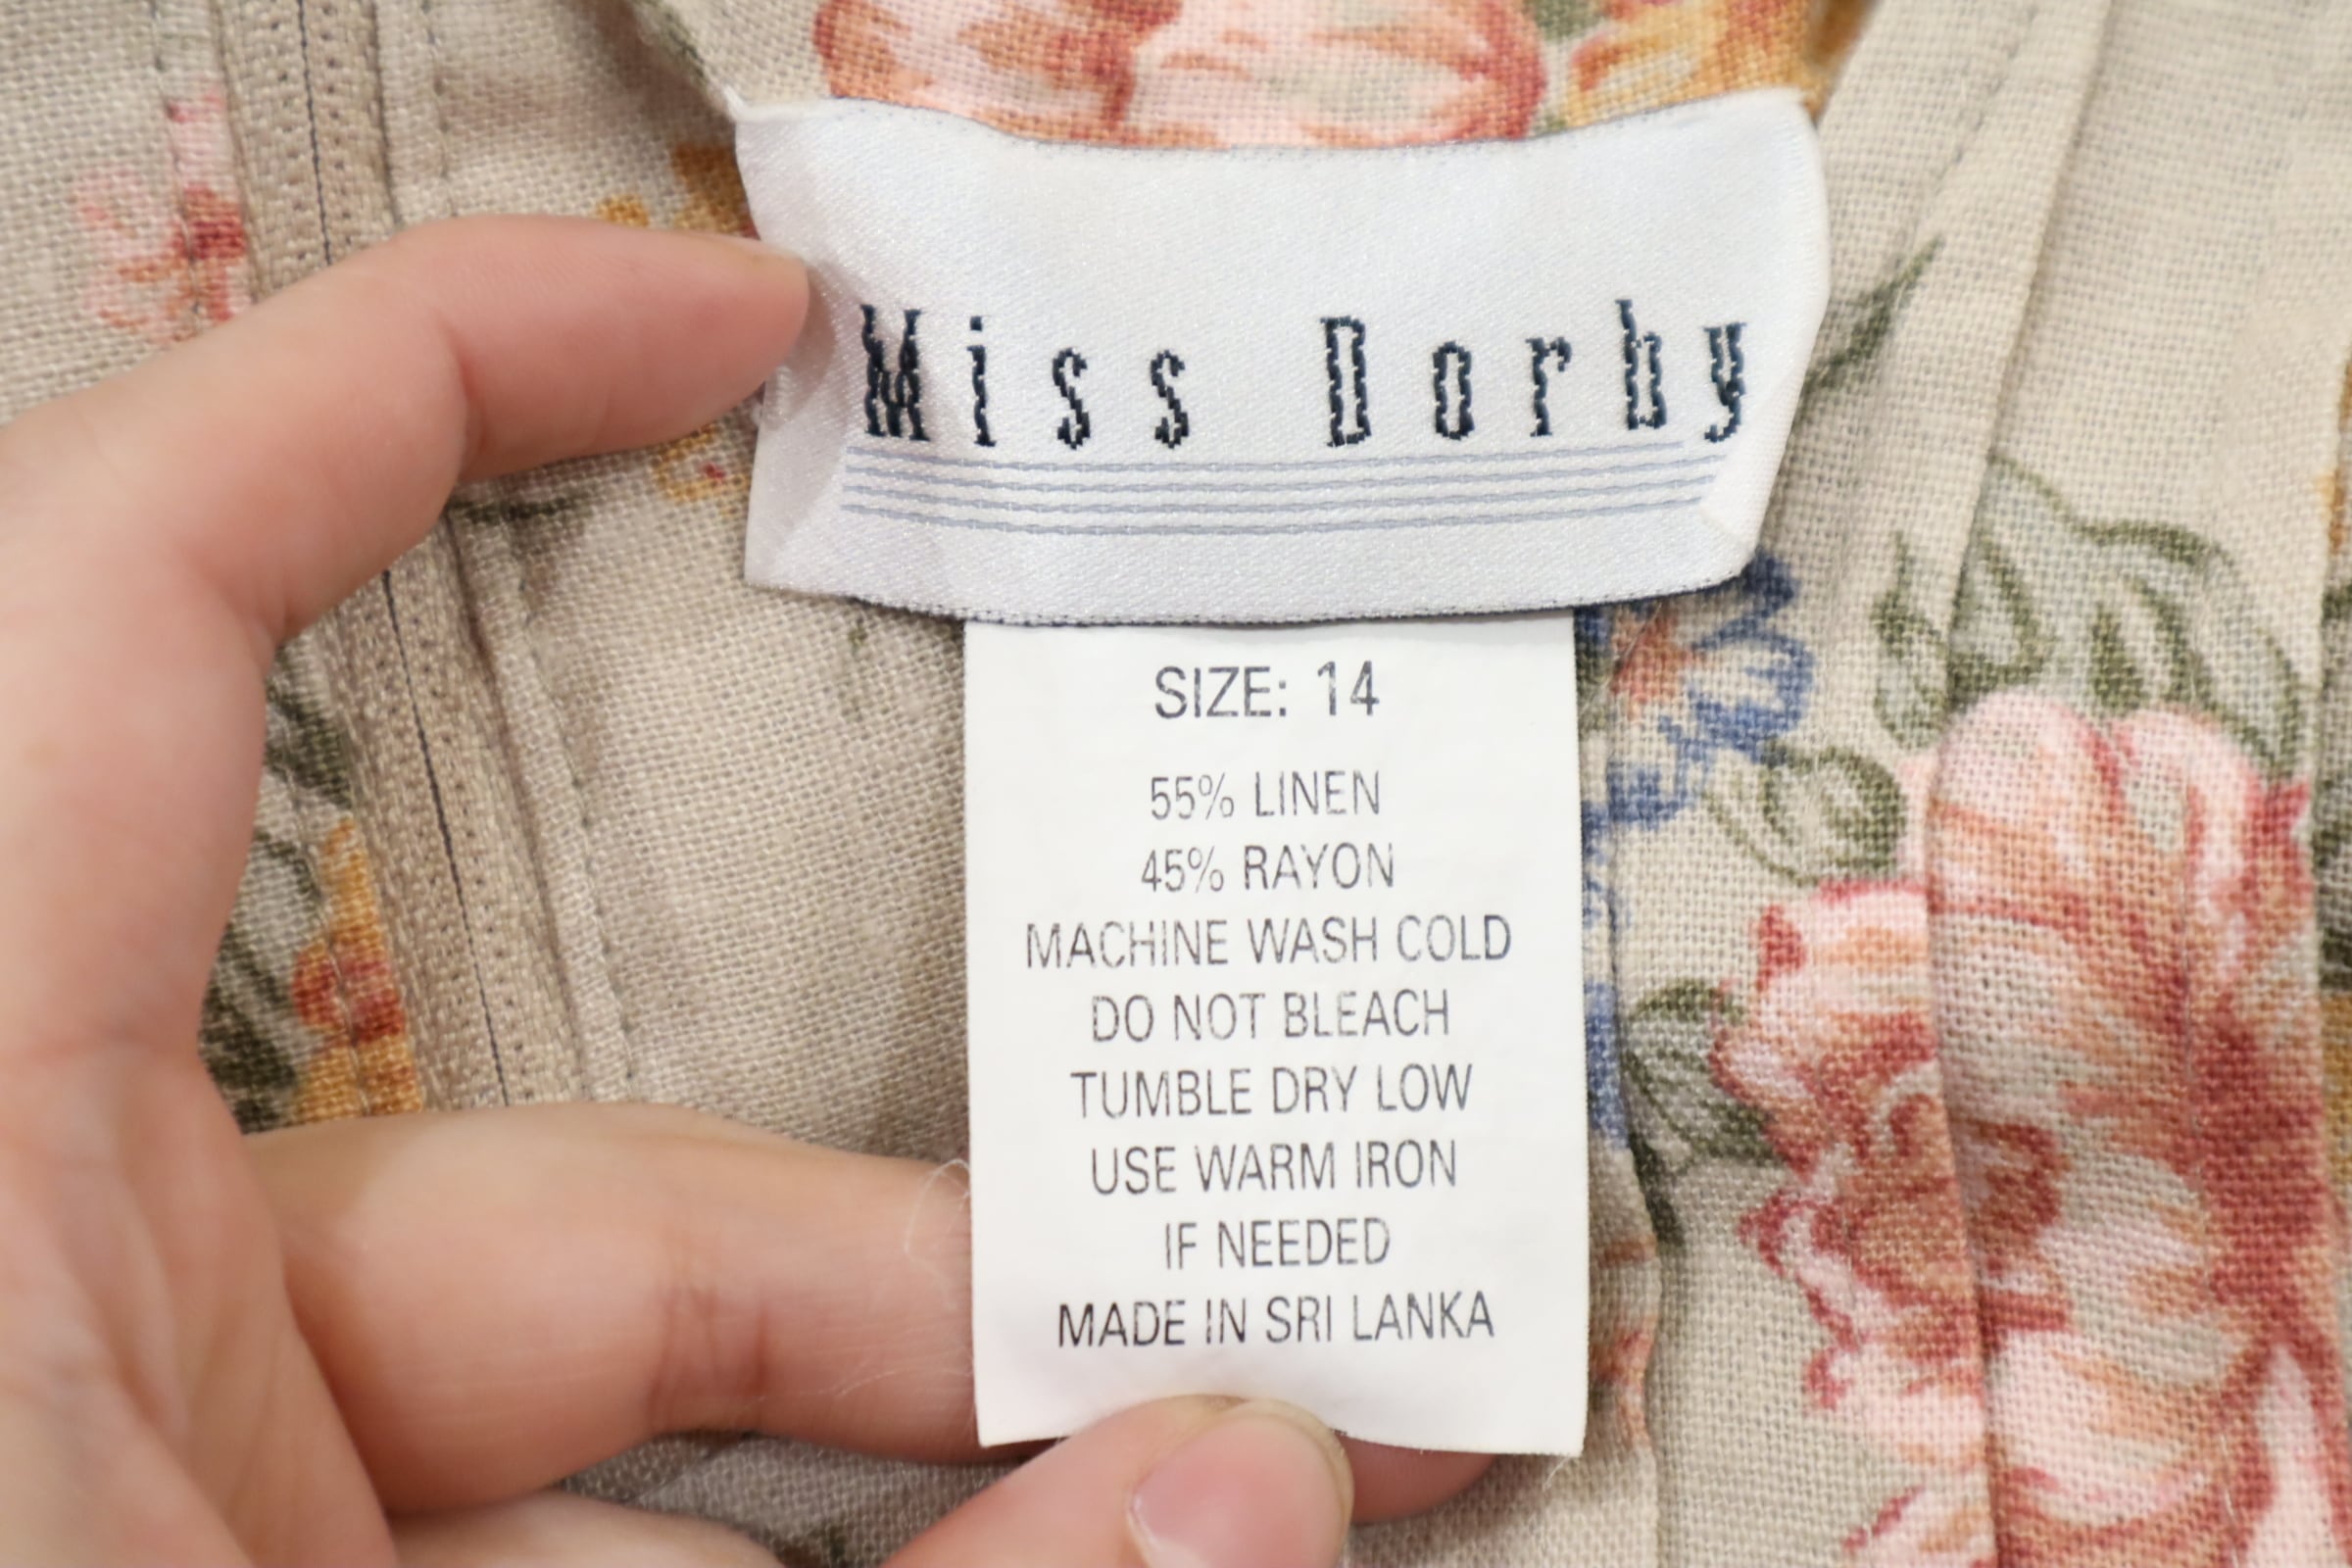 Miss Dorby
SIZE: 14
55% LINEN
45% RAYON
MACHINE WASH COLD
DO NOT BLEACH
TUMBLE DRY LOW
USE WARM IRON
IF NEEDED
MADE IN SRI LANKA